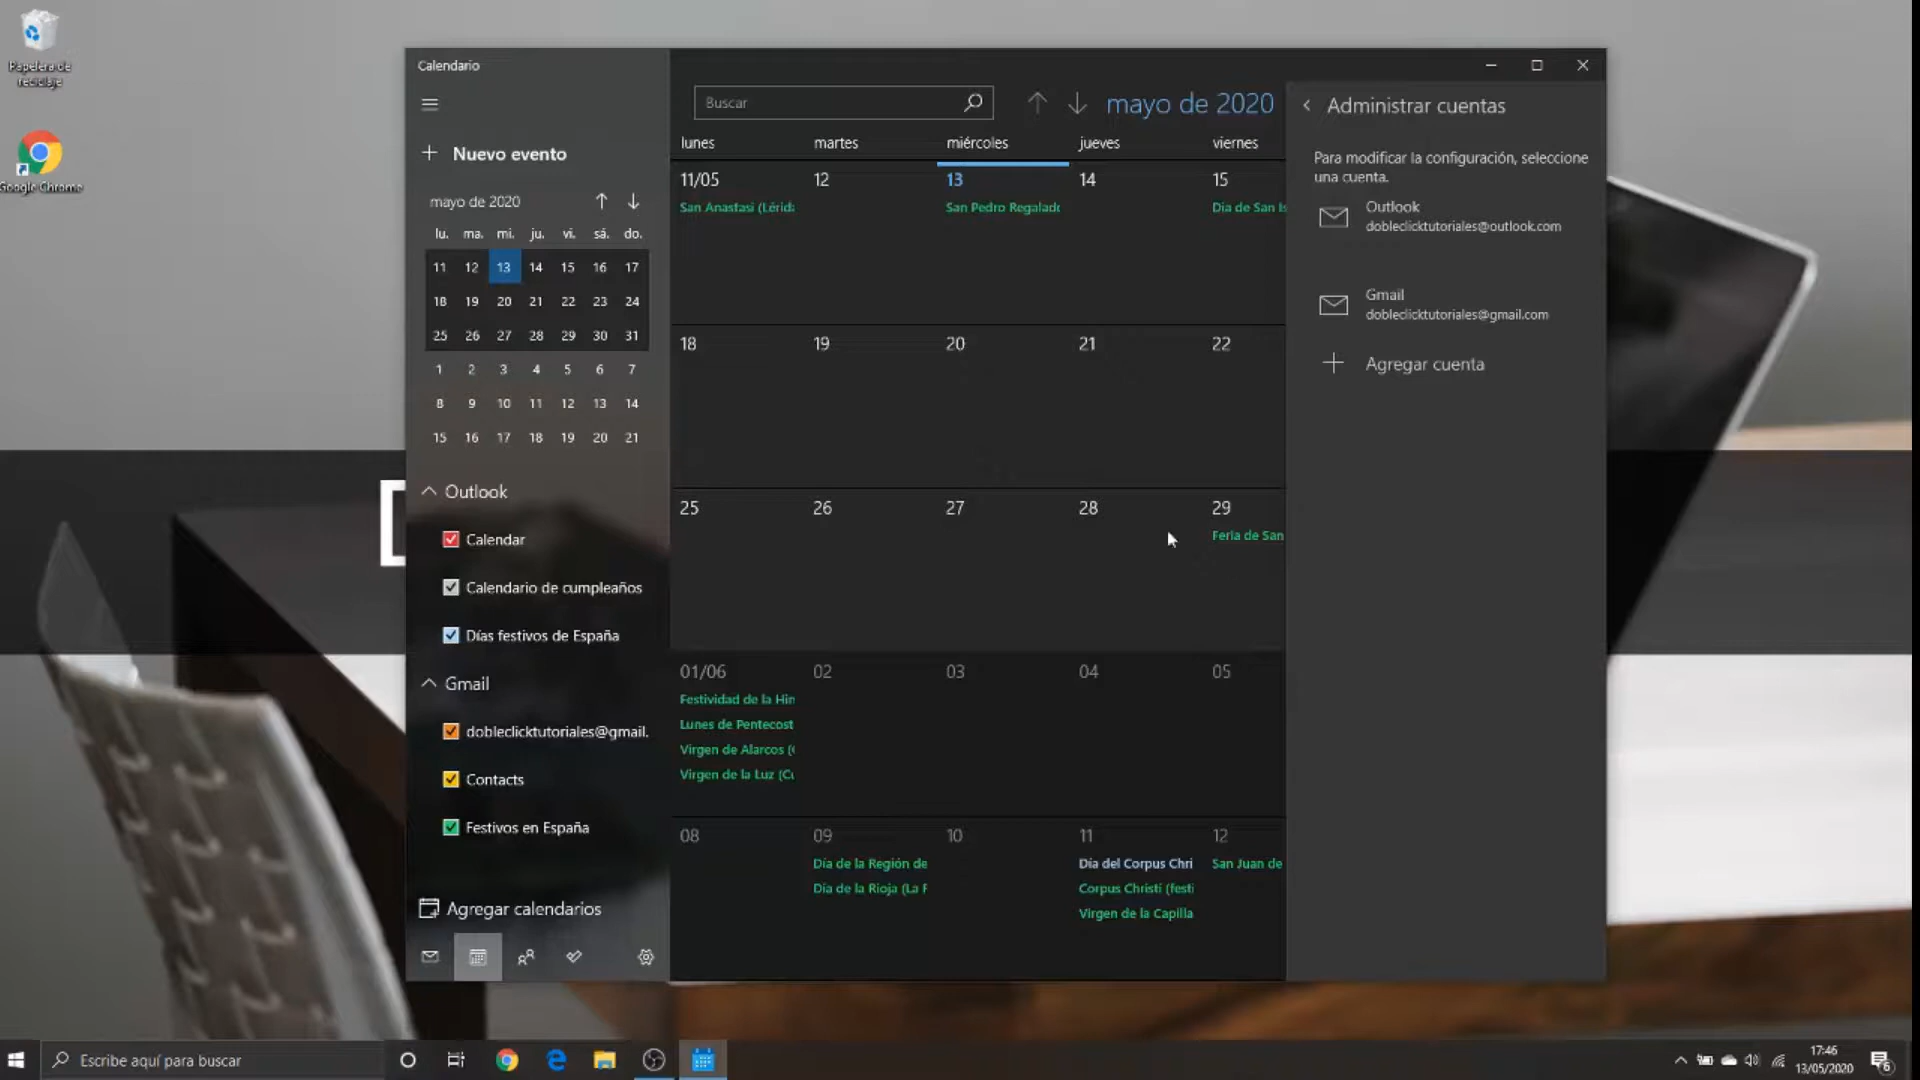 Papelera de
reciclaje
Google Chrome
Calendario
Nuevo evento
mayo de 2020
lu. ma. mi. ju. vi. sá. do.
11 12 13 14 15 16 17
18 19 20 21 22 23 24
25 26 27 28 29 30 31
1 2 3 4 5 6 7
8 9 10 11 12 13 14
15 16 17 18 19 20 21
Outlook
Calendar
Calendario de cumpleaños
Días festivos de España
Gmail
dobleclicktutoriales@gmail.
Contacts
Festivos en España
Agregar calendarios
Buscar
mayo de 2020
lunes martes miércoles jueves viernes
11/05 12 13 14 15
San Anastasi (Lérida San Pedro Regalado Día de San Is
18 19 20 21 22
25 26 27 28 29
Feria de San
01/06 02 03 04 05
Festividad de la Hin
Lunes de Pentecost
Virgen de Alarcos (
Virgen de la Luz (Cu
08 09 10 11 12
Día de la Región de Día del Corpus Chri San Juan de
Día de la Rioja (La R Corpus Christi (festi
Virgen de la Capilla
Administrar cuentas
Para modificar la configuración, seleccione
una cuenta.
Outlook
dobleclicktutoriales@outlook.com
Gmail
dobleclicktutoriales@gmail.com
Agregar cuenta
Escribe aquí para buscar
17:46
13/05/2020
6